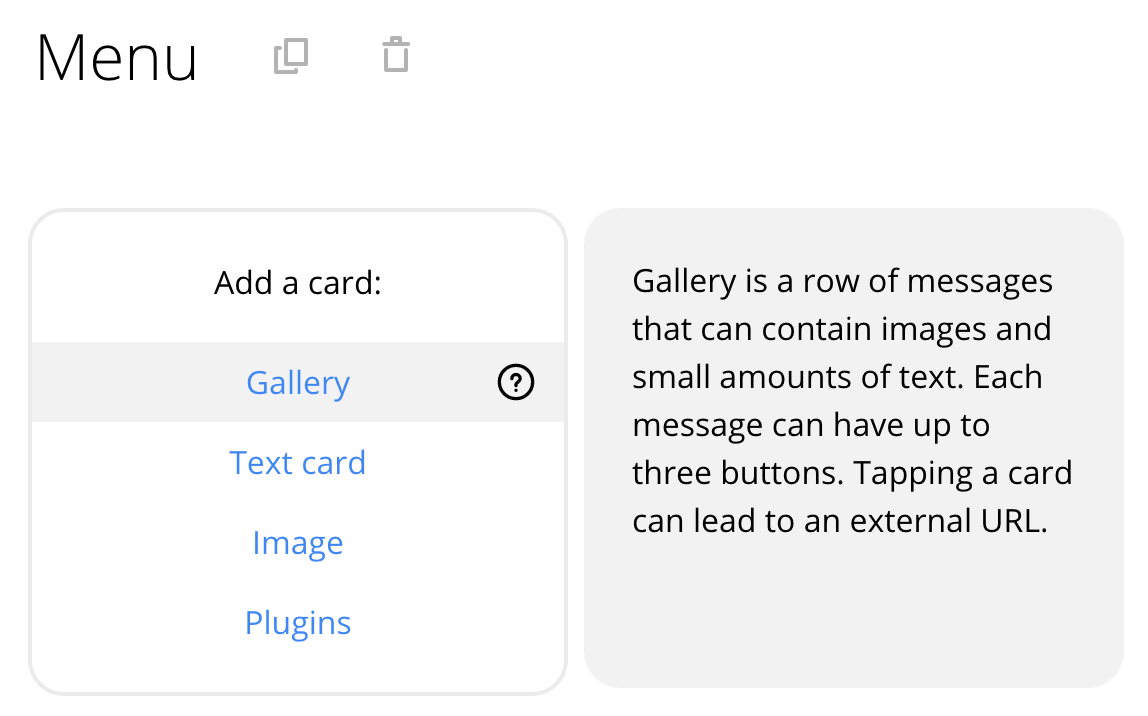 Menu
Add a card:
Gallery
Text card
Image
Plugins
Gallery is a row of messages
that can contain images and
small amounts of text. Each
message can have up to
three buttons. Tapping a card
can lead to an external URL.